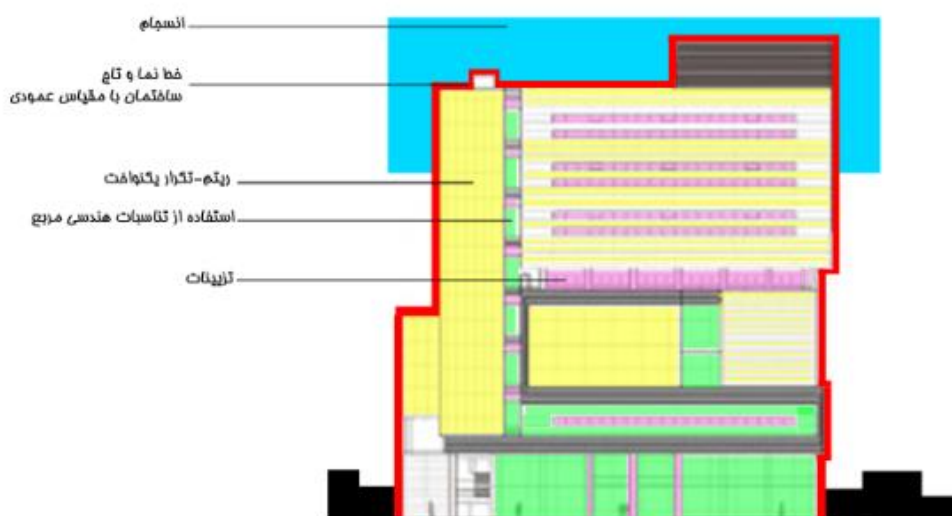 انسجام
خط نما و تاج
ساختمان با مقیاس عمودی
ریتم-تکرار یکنواخت
استفاده از تناسبات هندسی مربع
تزیینات